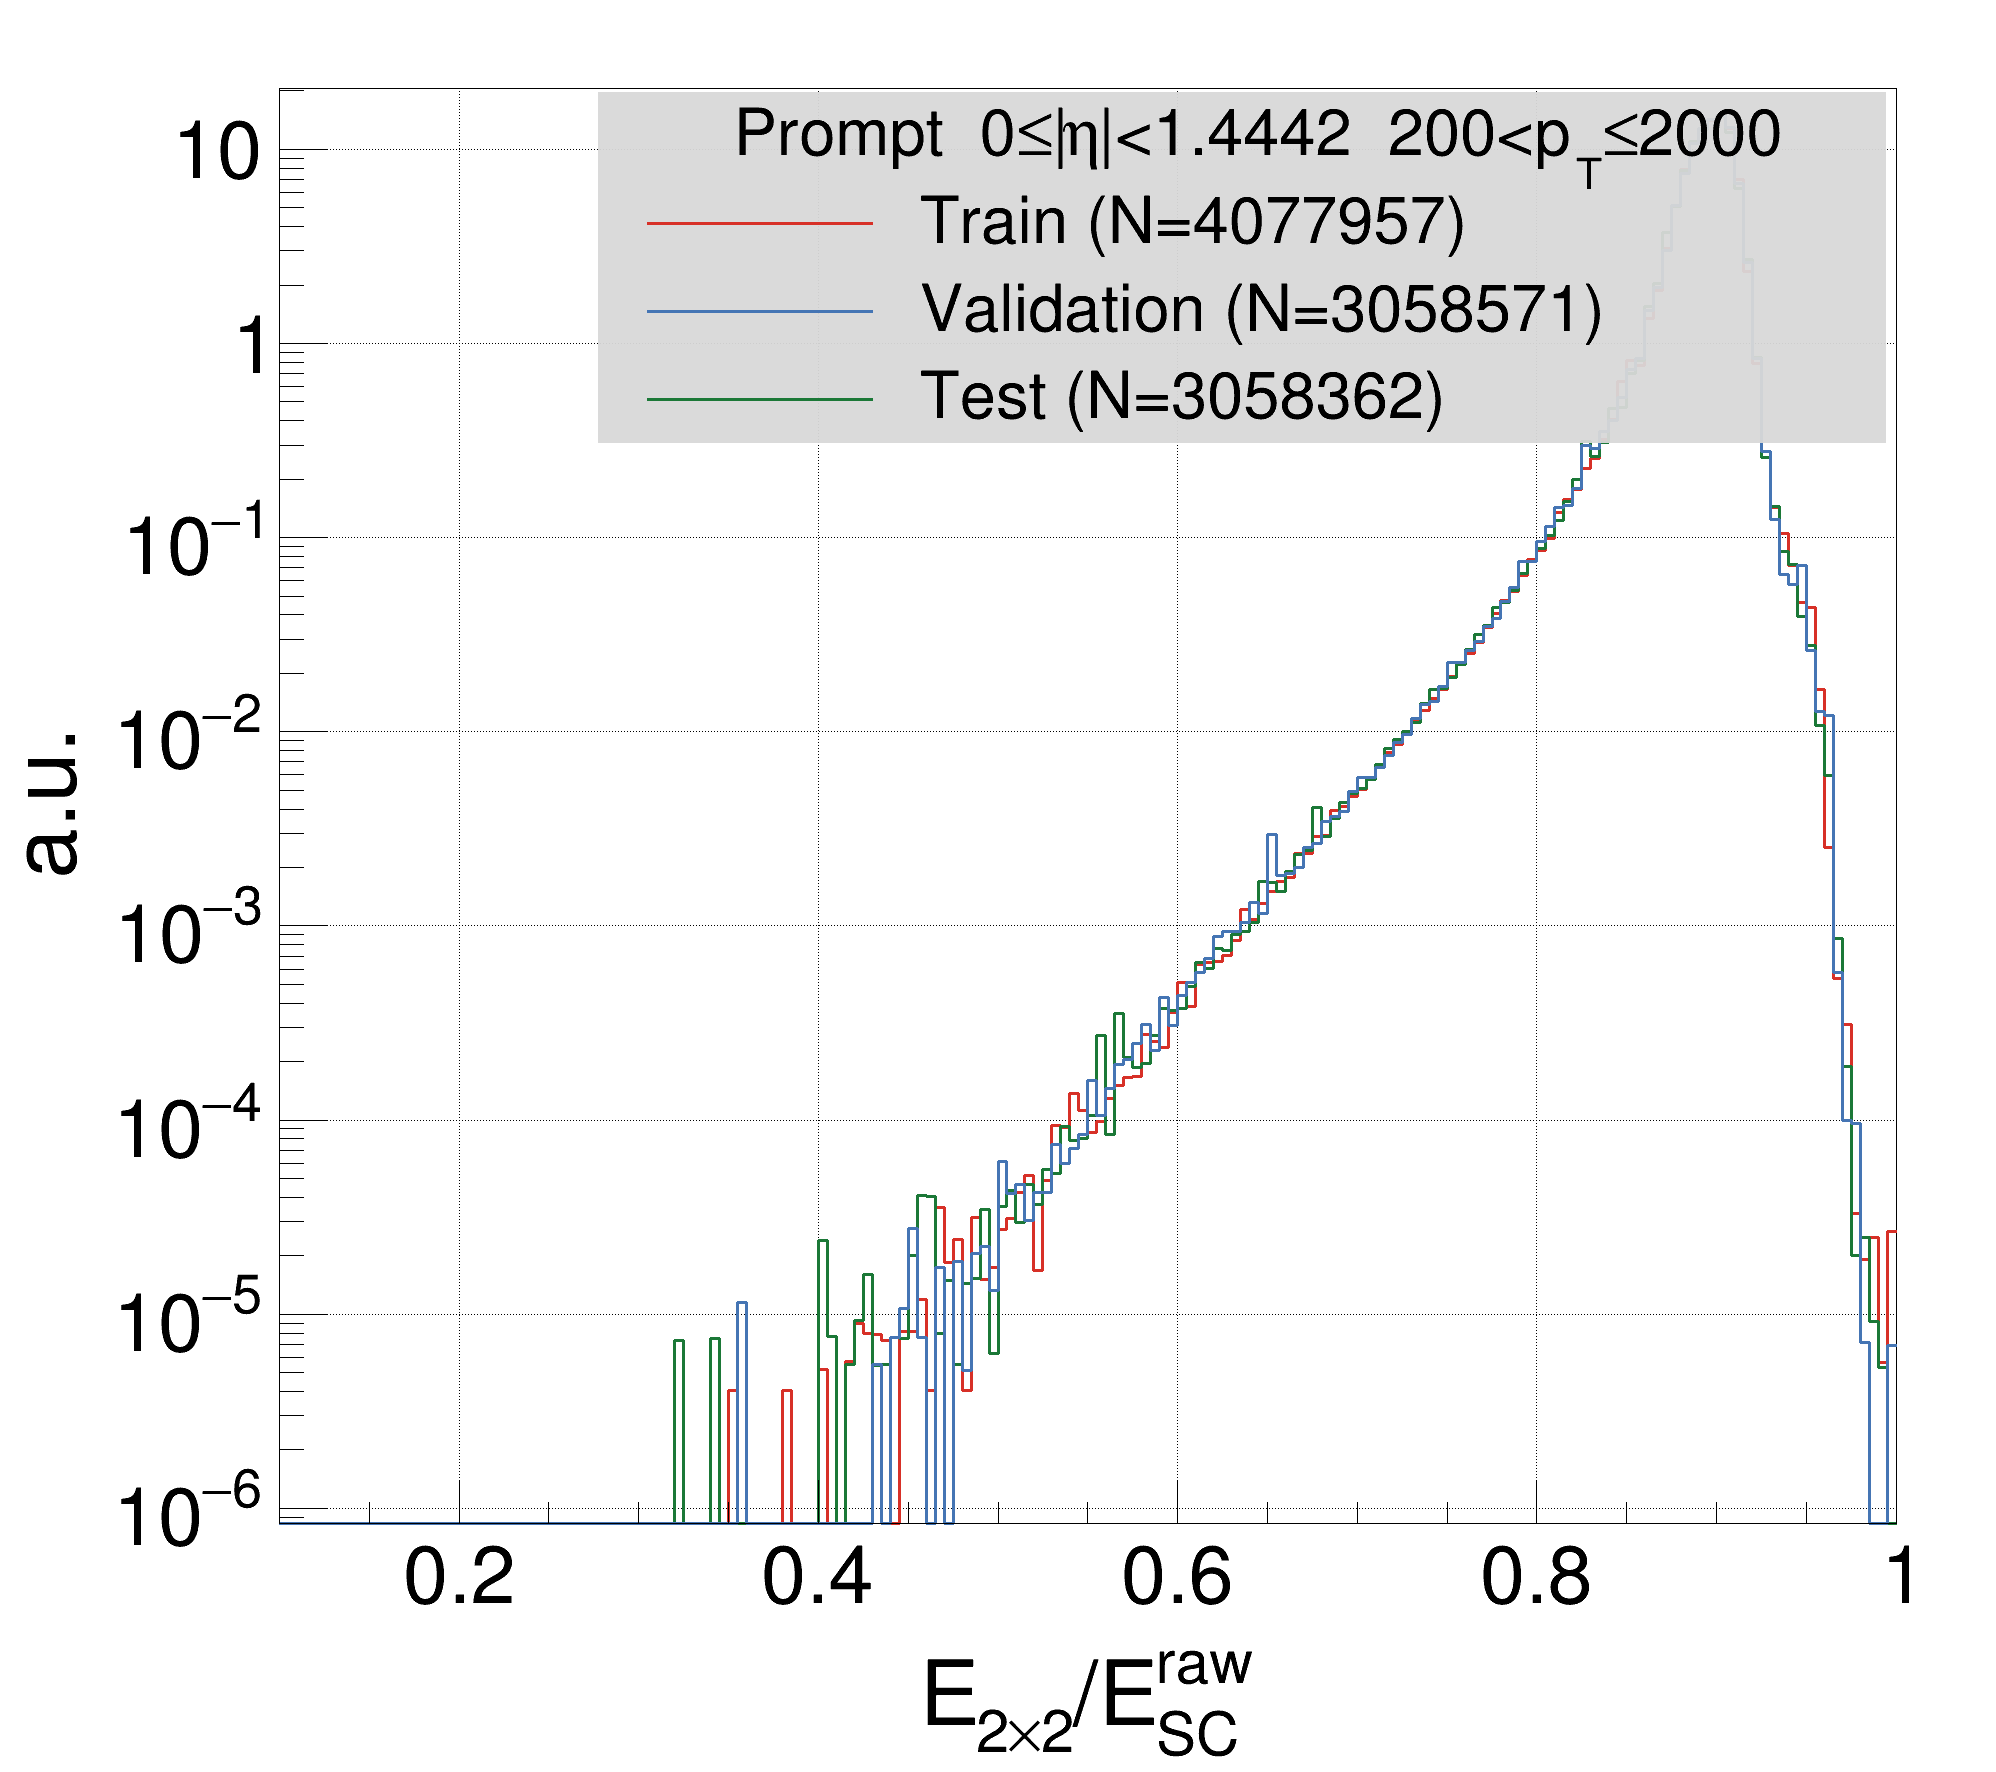 Prompt 0≤|η|<1.4442 200<p_T≤2000
Train (N=4077957)
Validation (N=3058571)
Test (N=3058362)
10
1
10^−1
10^−2
10^−3
10^−4
10^−5
10^−6
a.u.
0.2 0.4 0.6 0.8 1
E_2×2/E_SC^raw